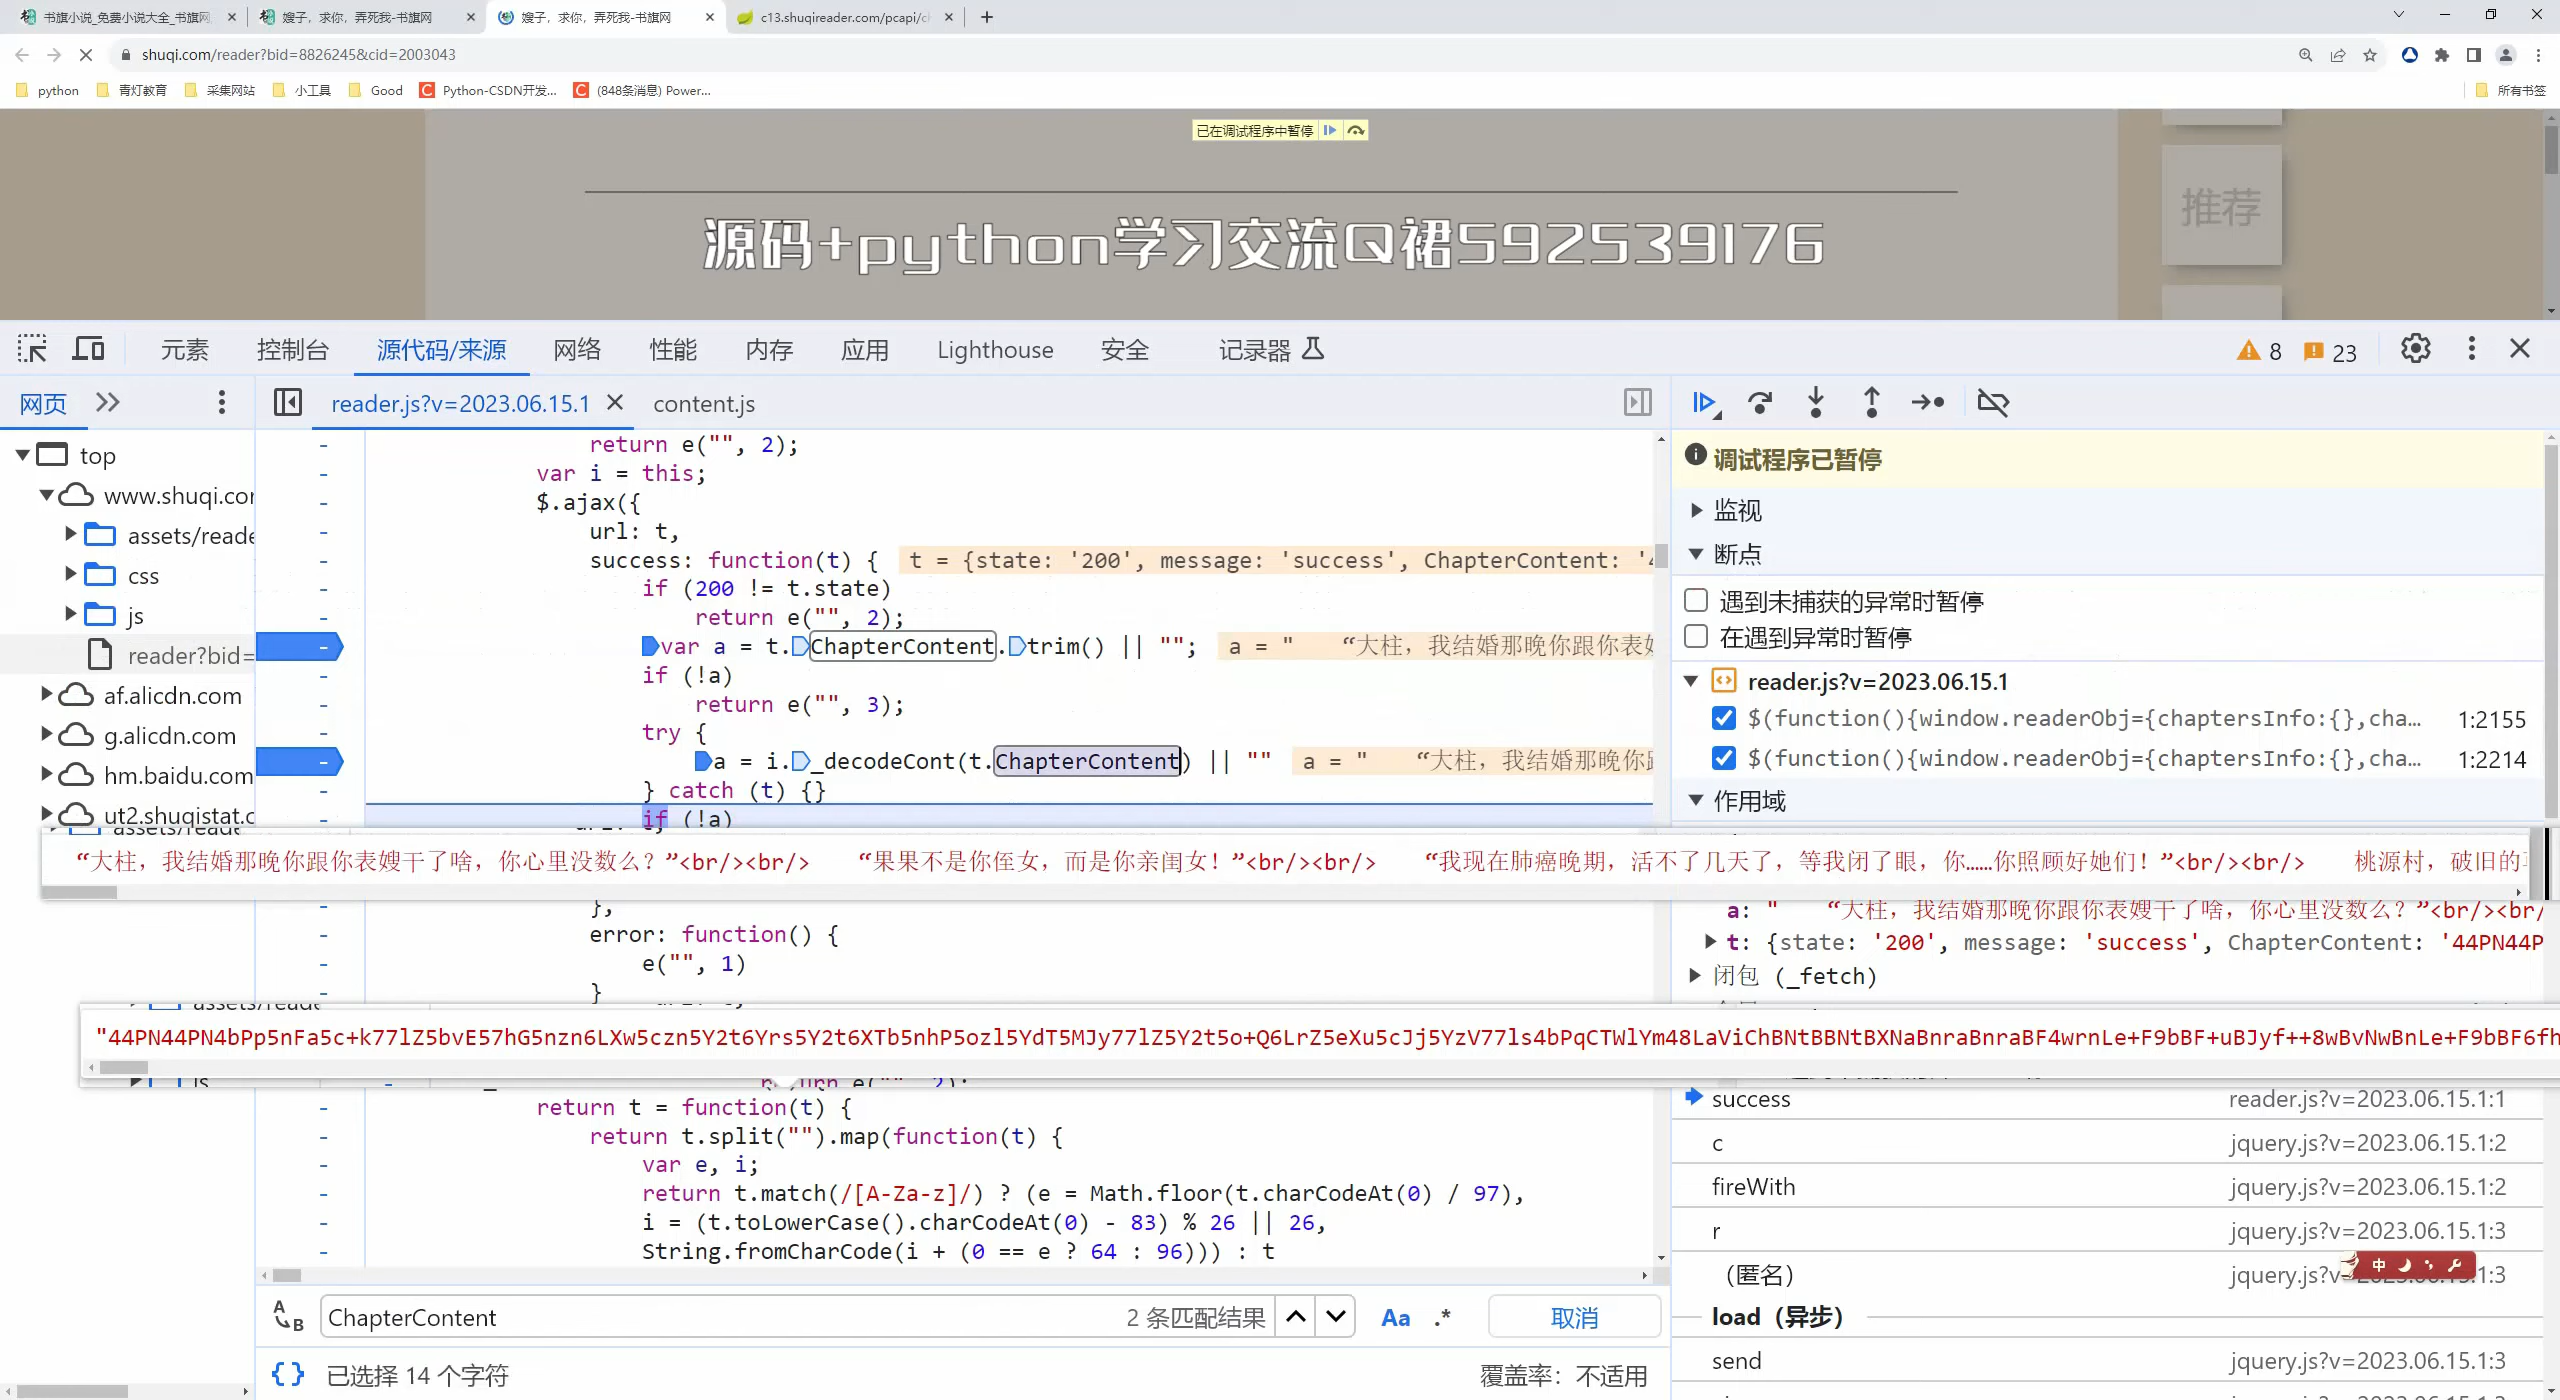 书旗小说_免费小说大全_书旗网
嫂子，求你，弄死我-书旗网
嫂子，求你，弄死我-书旗网
c13.shuqireader.com/pcapi/c
shuqi.com/reader?bid=8826245&cid=2003043
python
青灯教育
采集网站
小工具
Good
Python-CSDN开发...
(848条消息) Power...
所有书签
已在调试程序中暂停
推荐
源码+python学习交流Q裙592539176
元素
控制台
源代码/来源
网络
性能
内存
应用
Lighthouse
安全
记录器
8
23
网页
reader.js?v=2023.06.15.1
content.js
top
www.shuqi.co
assets/reade
css
js
reader?bid=
af.alicdn.com
g.alicdn.com
hm.baidu.com
ut2.shuqistat.c
return e("", 2);
var i = this;
$.ajax({
url: t,
success: function(t) { t = {state: '200', message: 'success', ChapterContent: '4
if (200 != t.state)
return e("", 2);
var a = t.ChapterContent.trim() || ""; a = "    “大柱，我结婚那晚你跟你表
if (!a)
return e("", 3);
try {
a = i._decodeCont(t.ChapterContent) || "" a = "    “大柱，我结婚那晚你
} catch (t) {}
if (!a)
“大柱，我结婚那晚你跟你表嫂干了啥，你心里没数么？”<br/><br/>    “果果不是你侄女，而是你亲闺女！”<br/><br/>    “我现在肺癌晚期，活不了几天了，等我闭了眼，你……你照顾好她们！”<br/><br/>    桃源村，破旧的
},
error: function() {
e("", 1)
}
"44PN44PN4bPp5nFa5c+k77lZ5bvE57hG5nzn6LXw5czn5Y2t6Yrs5Y2t6XTb5nhP5ozl5YdT5MJy77lZ5Y2t5o+Q6LrZ5eXu5cJj5YzV77ls4bPqCTWlYm48LaViChBNtBBNtBXNaBnraBnraBF4wrnLe+F9bBF+uBJyf++8wBvNwBnLe+F9bBF6fh
js
return e("", 2);
return t = function(t) {
return t.split("").map(function(t) {
var e, i;
return t.match(/[A-Za-z]/) ? (e = Math.floor(t.charCodeAt(0) / 97),
i = (t.toLowerCase().charCodeAt(0) - 83) % 26 || 26,
String.fromCharCode(i + (0 == e ? 64 : 96))) : t
ChapterContent
2 条匹配结果
Aa
.*
取消
{}
已选择 14 个字符
覆盖率：不适用
调试程序已暂停
监视
断点
遇到未捕获的异常时暂停
在遇到异常时暂停
reader.js?v=2023.06.15.1
$(function(){window.readerObj={chaptersInfo:{},cha… 1:2155
$(function(){window.readerObj={chaptersInfo:{},cha… 1:2214
作用域
a: "    “大柱，我结婚那晚你跟你表嫂干了啥，你心里没数么？”<br/><br/
t: {state: '200', message: 'success', ChapterContent: '44PN44P
闭包 (_fetch)
success reader.js?v=2023.06.15.1:1
c jquery.js?v=2023.06.15.1:2
fireWith jquery.js?v=2023.06.15.1:2
r jquery.js?v=2023.06.15.1:3
（匿名） jquery.js?v=2023.06.15.1:3
中
load（异步）
send jquery.js?v=2023.06.15.1:3